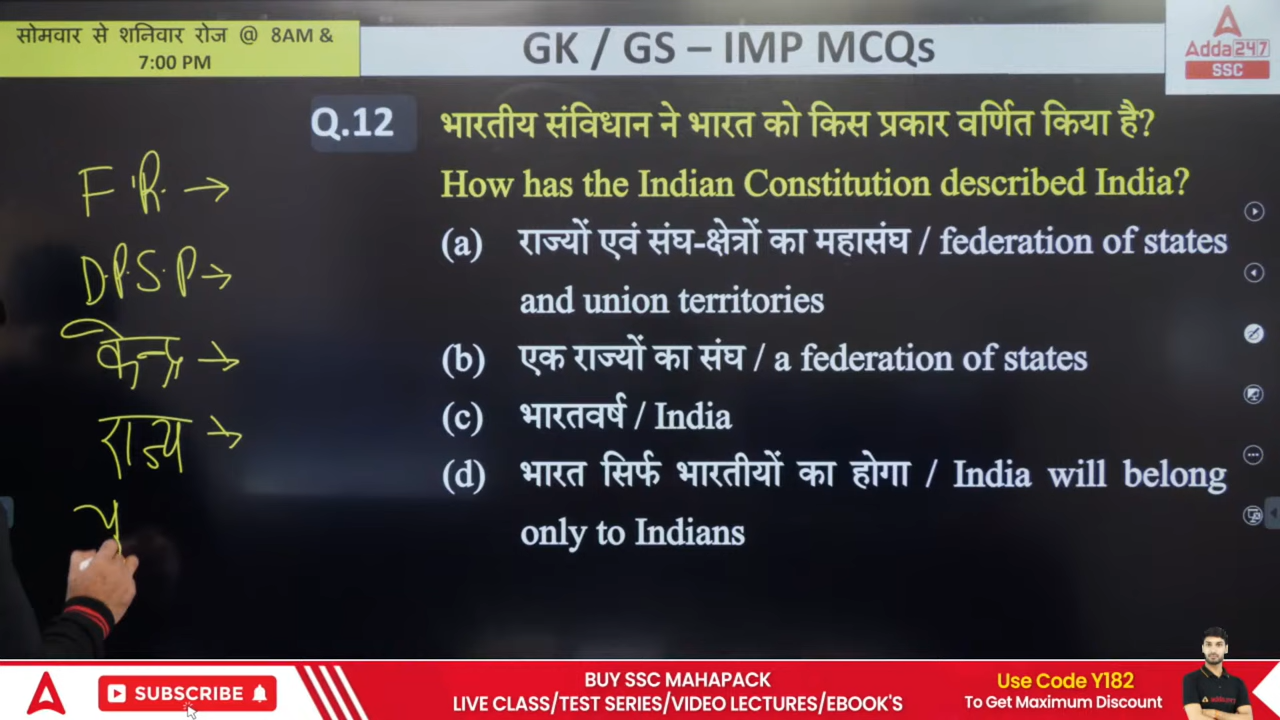 सोमवार से शनिवार रोज @ 8AM &
7:00 PM
GK / GS – IMP MCQs
Adda247
SSC
Q.12 भारतीय संविधान ने भारत को किस प्रकार वर्णित किया है?
How has the Indian Constitution described India?
(a) राज्यों एवं संघ-क्षेत्रों का महासंघ / federation of states
and union territories
(b) एक राज्यों का संघ / a federation of states
(c) भारतवर्ष / India
(d) भारत सिर्फ भारतीयों का होगा / India will belong
only to Indians
F.R. →
D.P.S.P →
केन्द्र →
राज्य →
SUBSCRIBE
BUY SSC MAHAPACK
LIVE CLASS/TEST SERIES/VIDEO LECTURES/EBOOK'S
Use Code Y182
To Get Maximum Discount